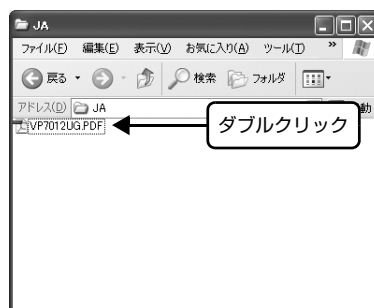 JA
ファイル(F) 編集(E) 表示(V) お気に入り(A) ツール(T) »
戻る 検索 フォルダ
アドレス(D) JA 動
VP7012UG.PDF
ダブルクリック